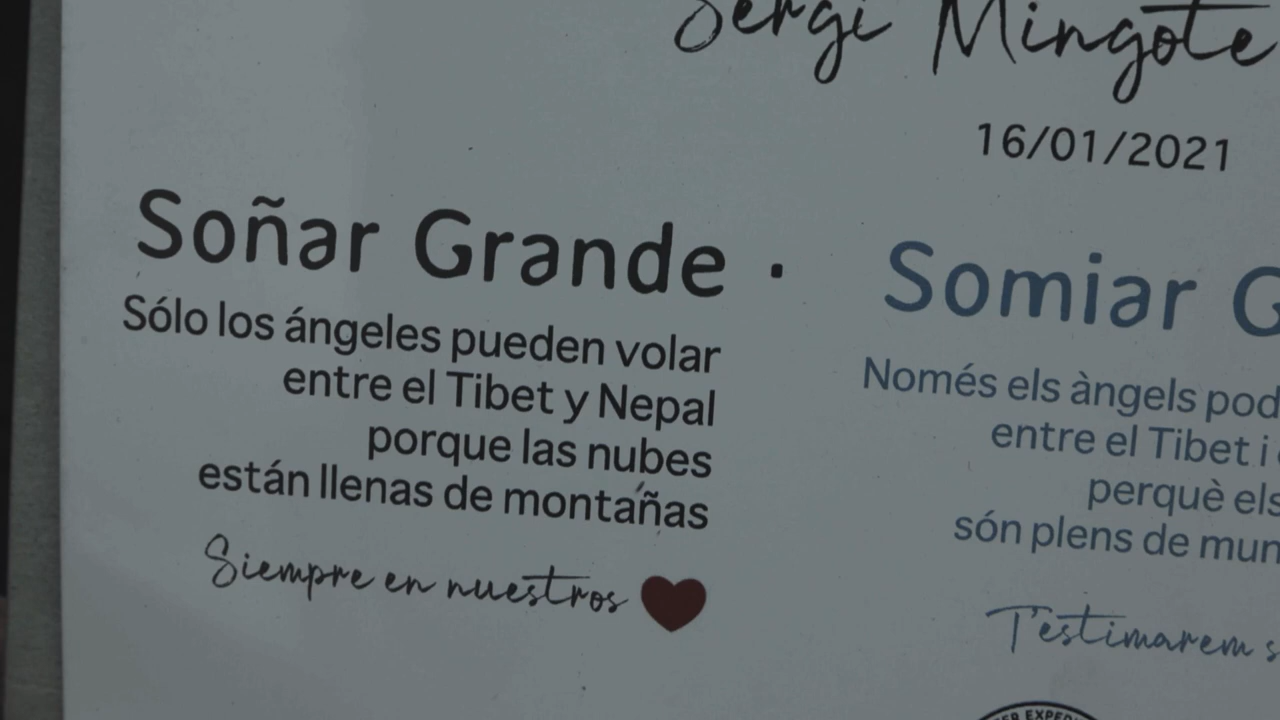 Sergi Mingote
16/01/2021
Soñar Grande ·
Sólo los ángeles pueden volar
entre el Tibet y Nepal
porque las nubes
están llenas de montañas
Siempre en nuestros
Somiar G
Només els àngels pod
entre el Tibet i
perquè els
són plens de mun
Testimarem s